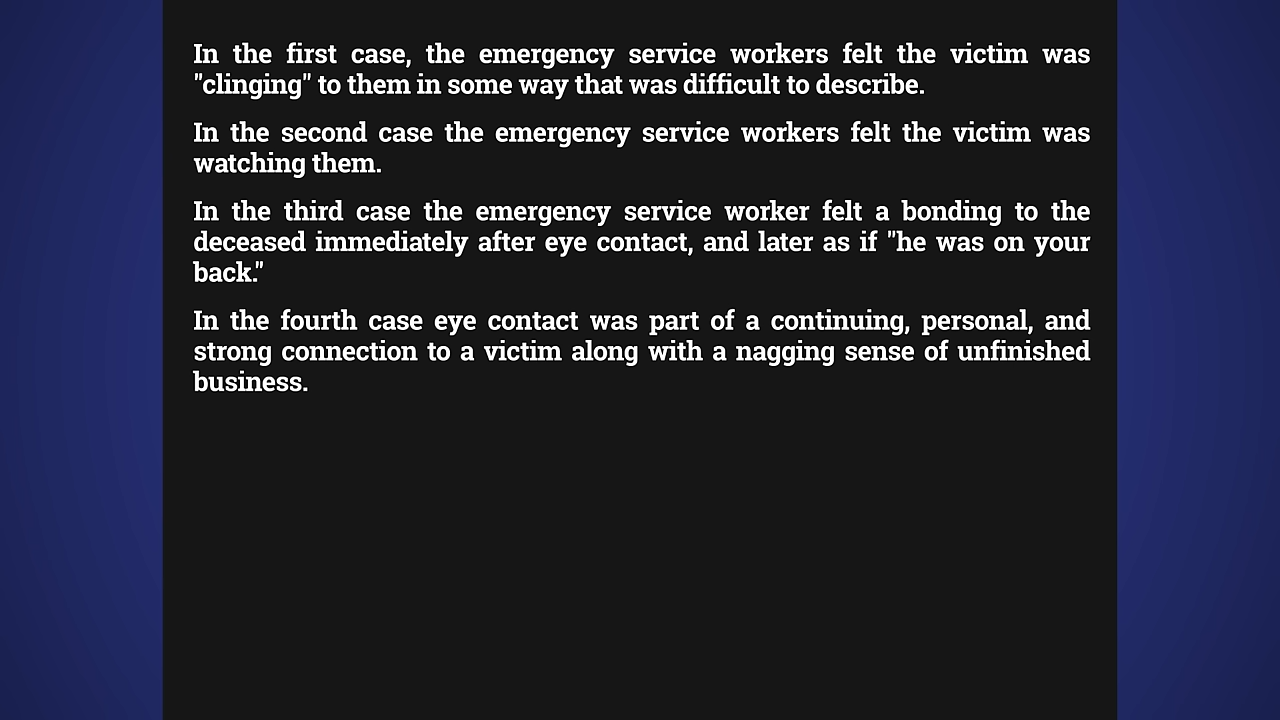 In the first case, the emergency service workers felt the victim was
"clinging" to them in some way that was difficult to describe.
In the second case the emergency service workers felt the victim was
watching them.
In the third case the emergency service worker felt a bonding to the
deceased immediately after eye contact, and later as if "he was on your
back."
In the fourth case eye contact was part of a continuing, personal, and
strong connection to a victim along with a nagging sense of unfinished
business.